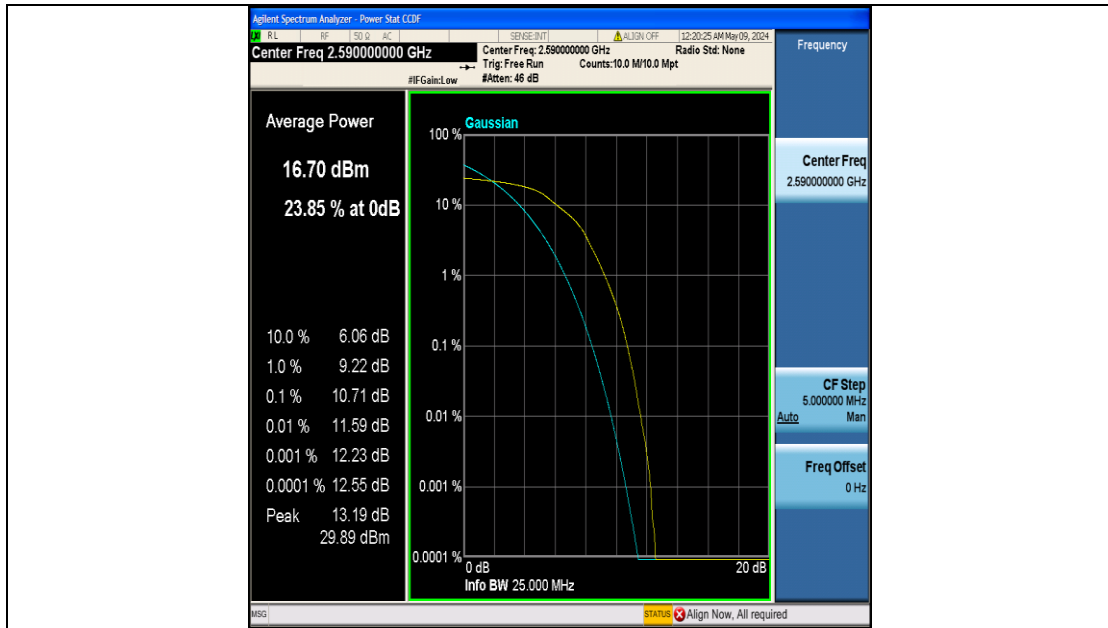 Agilent Spectrum Analyzer - Power Stat CCDF
RL RF 50 Ω AC SENSE:INT ALIGN OFF 12:20:25 AM May 09, 2024
Center Freq 2.590000000 GHz
Center Freq: 2.590000000 GHz Radio Std: None
Trig: Free Run Counts:10.0 M/10.0 Mpt
#IFGain:Low #Atten: 46 dB
Frequency
Average Power
16.70 dBm
23.85 % at 0dB
10.0 % 6.06 dB
1.0 % 9.22 dB
0.1 % 10.71 dB
0.01 % 11.59 dB
0.001 % 12.23 dB
0.0001 % 12.55 dB
Peak 13.19 dB
29.89 dBm
Gaussian
100 %
10 %
1 %
0.1 %
0.01 %
0.001 %
0.0001 %
0 dB 20 dB
Info BW 25.000 MHz
Center Freq
2.590000000 GHz
CF Step
5.000000 MHz
Auto Man
Freq Offset
0 Hz
MSG STATUS Align Now, All required